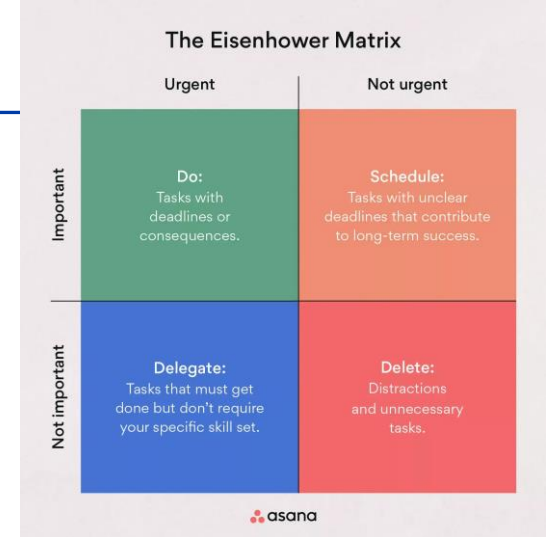 The Eisenhower Matrix
Urgent
Not urgent
Important
Do:
Tasks with
deadlines or
consequences.
Schedule:
Tasks with unclear
deadlines that contribute
to long-term success.
Not important
Delegate:
Tasks that must get
done but don't require
your specific skill set.
Delete:
Distractions
and unnecessary
tasks.
asana